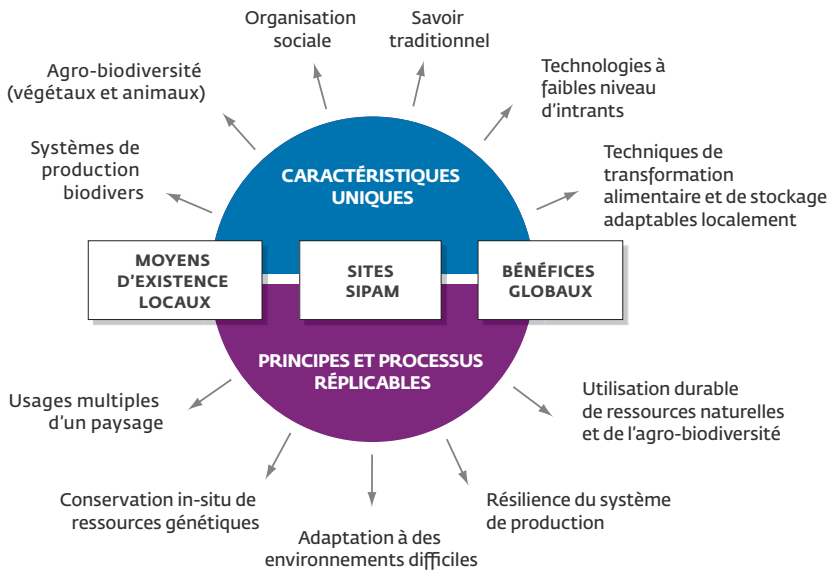 Organisation
sociale
Savoir
traditionnel
Agro-biodiversité
(végétaux et animaux)
Technologies à
faibles niveau
d'intrants
Systèmes de
production
biodivers
Techniques de
transformation
alimentaire et de stockage
adaptables localement
CARACTÉRISTIQUES
UNIQUES
MOYENS
D'EXISTENCE
LOCAUX
SITES
SIPAM
BÉNÉFICES
GLOBAUX
PRINCIPES ET PROCESSUS
RÉPLICABLES
Usages multiples
d'un paysage
Utilisation durable
de ressources naturelles
et de l'agro-biodiversité
Conservation in-situ de
ressources génétiques
Résilience du système
de production
Adaptation à des
environnements difficiles